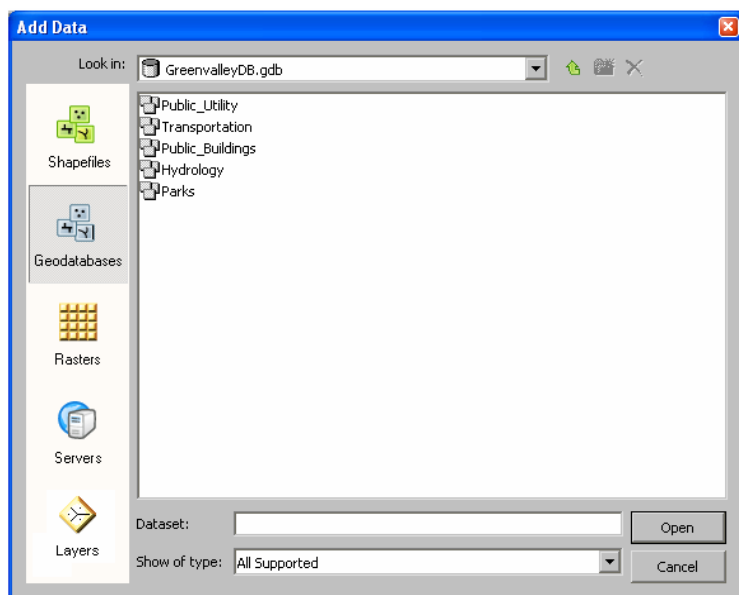 Add Data
Look in: GreenvalleyDB.gdb
Shapefiles
Geodatabases
Rasters
Servers
Layers
Public_Utility
Transportation
Public_Buildings
Hydrology
Parks
Dataset:
Open
Show of type: All Supported
Cancel